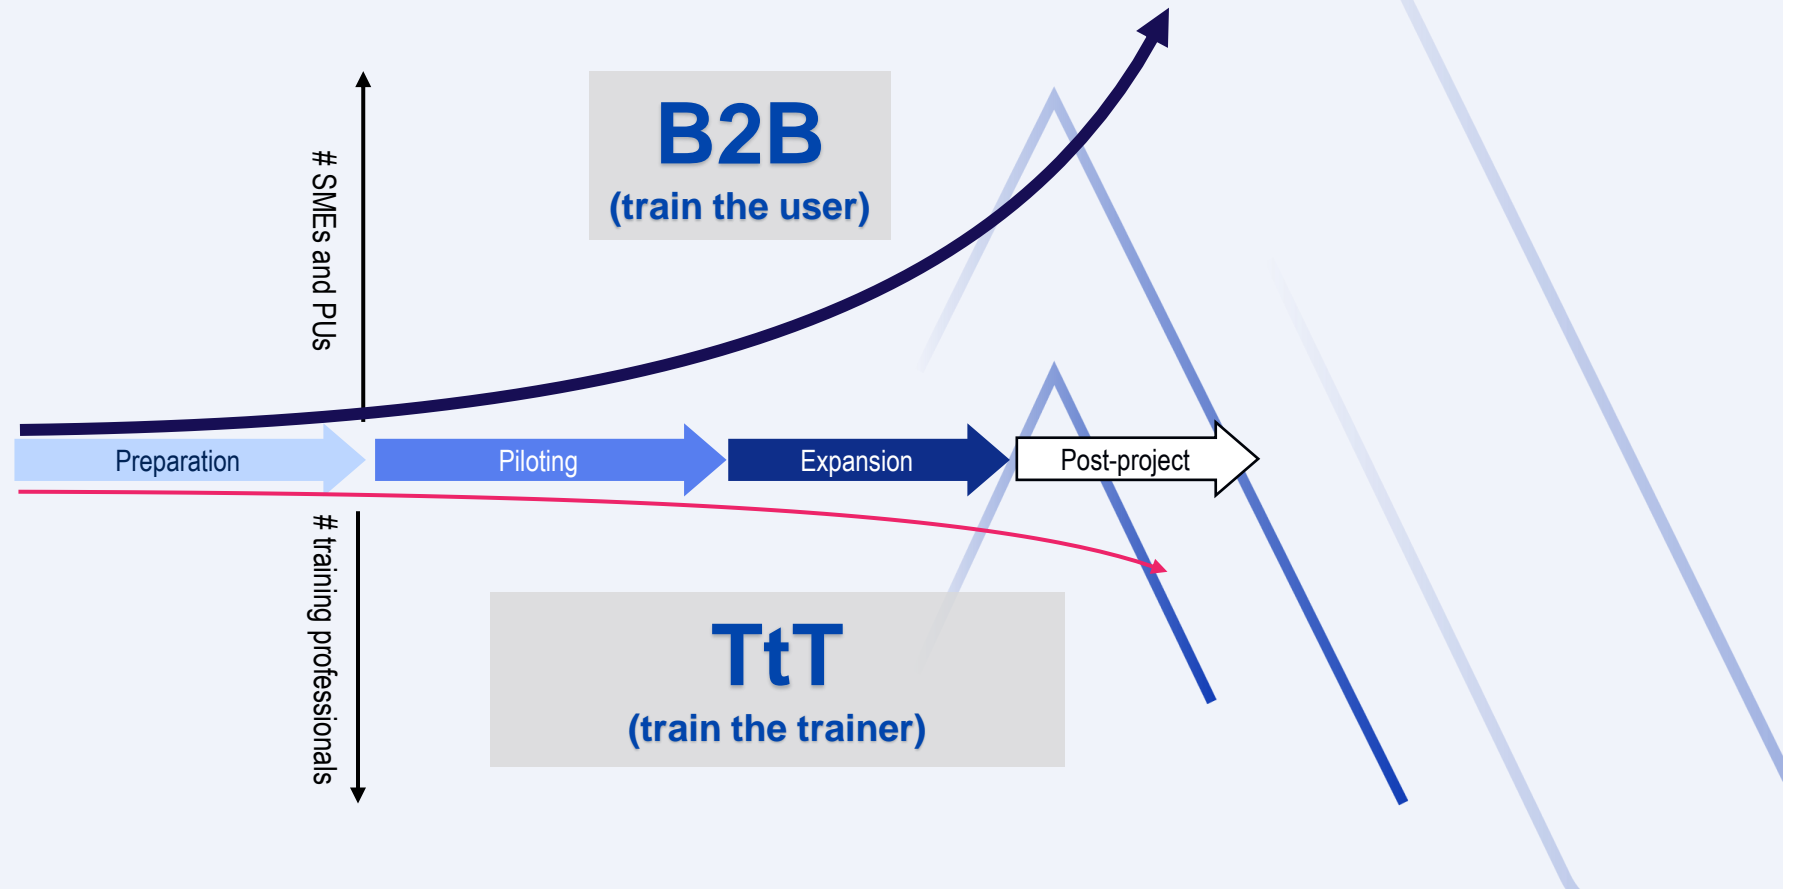 B2B
(train the user)
# SMEs and PUs
Preparation
Piloting
Expansion
Post-project
# training professionals
TtT
(train the trainer)